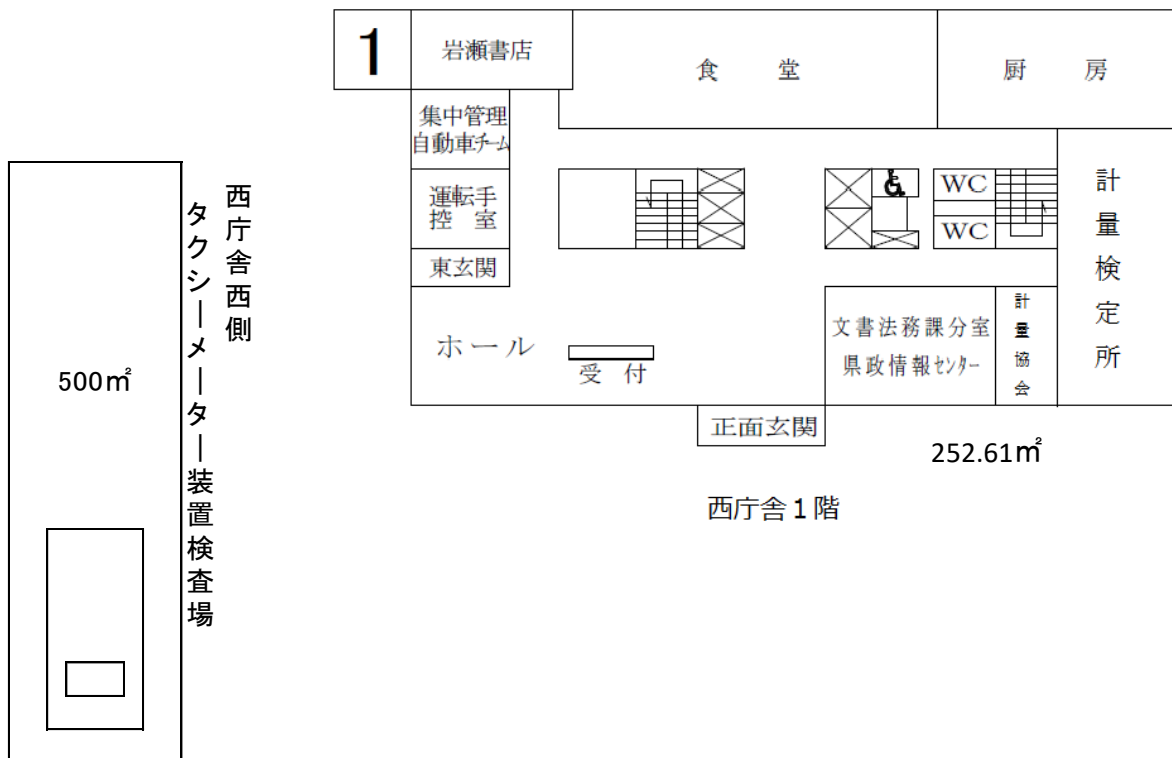 1
岩瀬書店
食堂
厨房
集中管理
自動車チーム
運転手
控室
東玄関
WC
WC
計量検定所
ホール
受付
文書法務課分室
県政情報センター
計量協会
正面玄関
252.61㎡
西庁舎1階
西庁舎西側
タクシーメーター装置検査場
500㎡